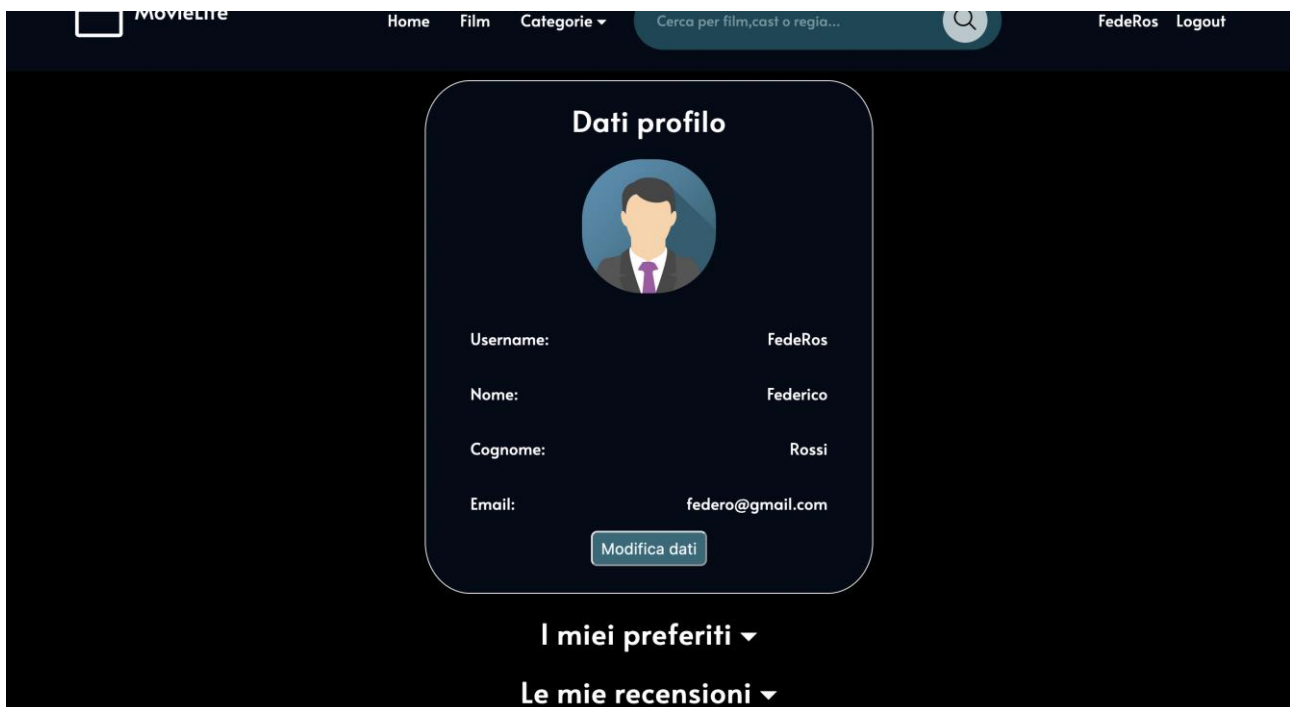 MovieLife
Home Film Categorie Cerca per film,cast o regia... FedeRos Logout
Dati profilo
Username: FedeRos
Nome: Federico
Cognome: Rossi
Email: federo@gmail.com
Modifica dati
I miei preferiti
Le mie recensioni